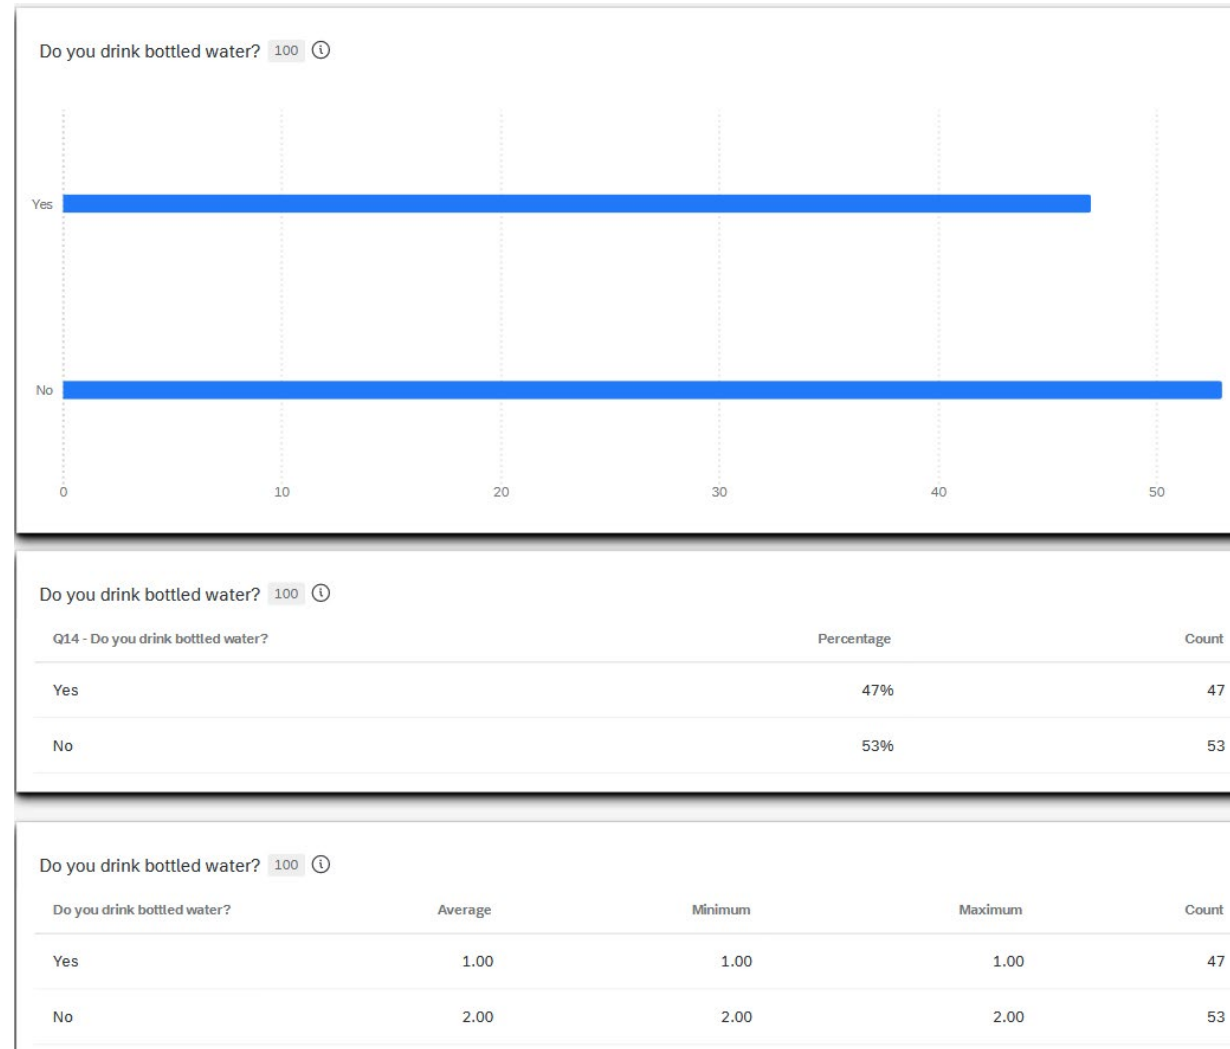 Do you drink bottled water? 100
Yes
No
0 10 20 30 40 50
Do you drink bottled water? 100
Q14 - Do you drink bottled water? Percentage Count
Yes 47% 47
No 53% 53
Do you drink bottled water? 100
Do you drink bottled water? Average Minimum Maximum Count
Yes 1.00 1.00 1.00 47
No 2.00 2.00 2.00 53